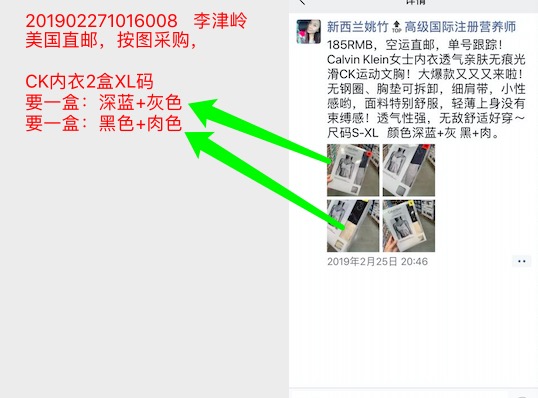 201902271016008 李津岭
美国直邮，按图采购，
CK内衣2盒XL码
要一盒：深蓝+灰色
要一盒：黑色+肉色
详情
新西兰姚竹🔝高级国际注册营养师
185RMB，空运直邮，单号跟踪！
Calvin Klein女士内衣透气亲肤无痕光
滑CK运动文胸！大爆款又又又来啦！
无钢圈、胸垫可拆卸，细肩带，小性
感哟，面料特别舒服，轻薄上身没有
束缚感！透气性强，无敌舒适好穿～
尺码S-XL 颜色深蓝+灰 黑+肉。
2019年2月25日 20:46